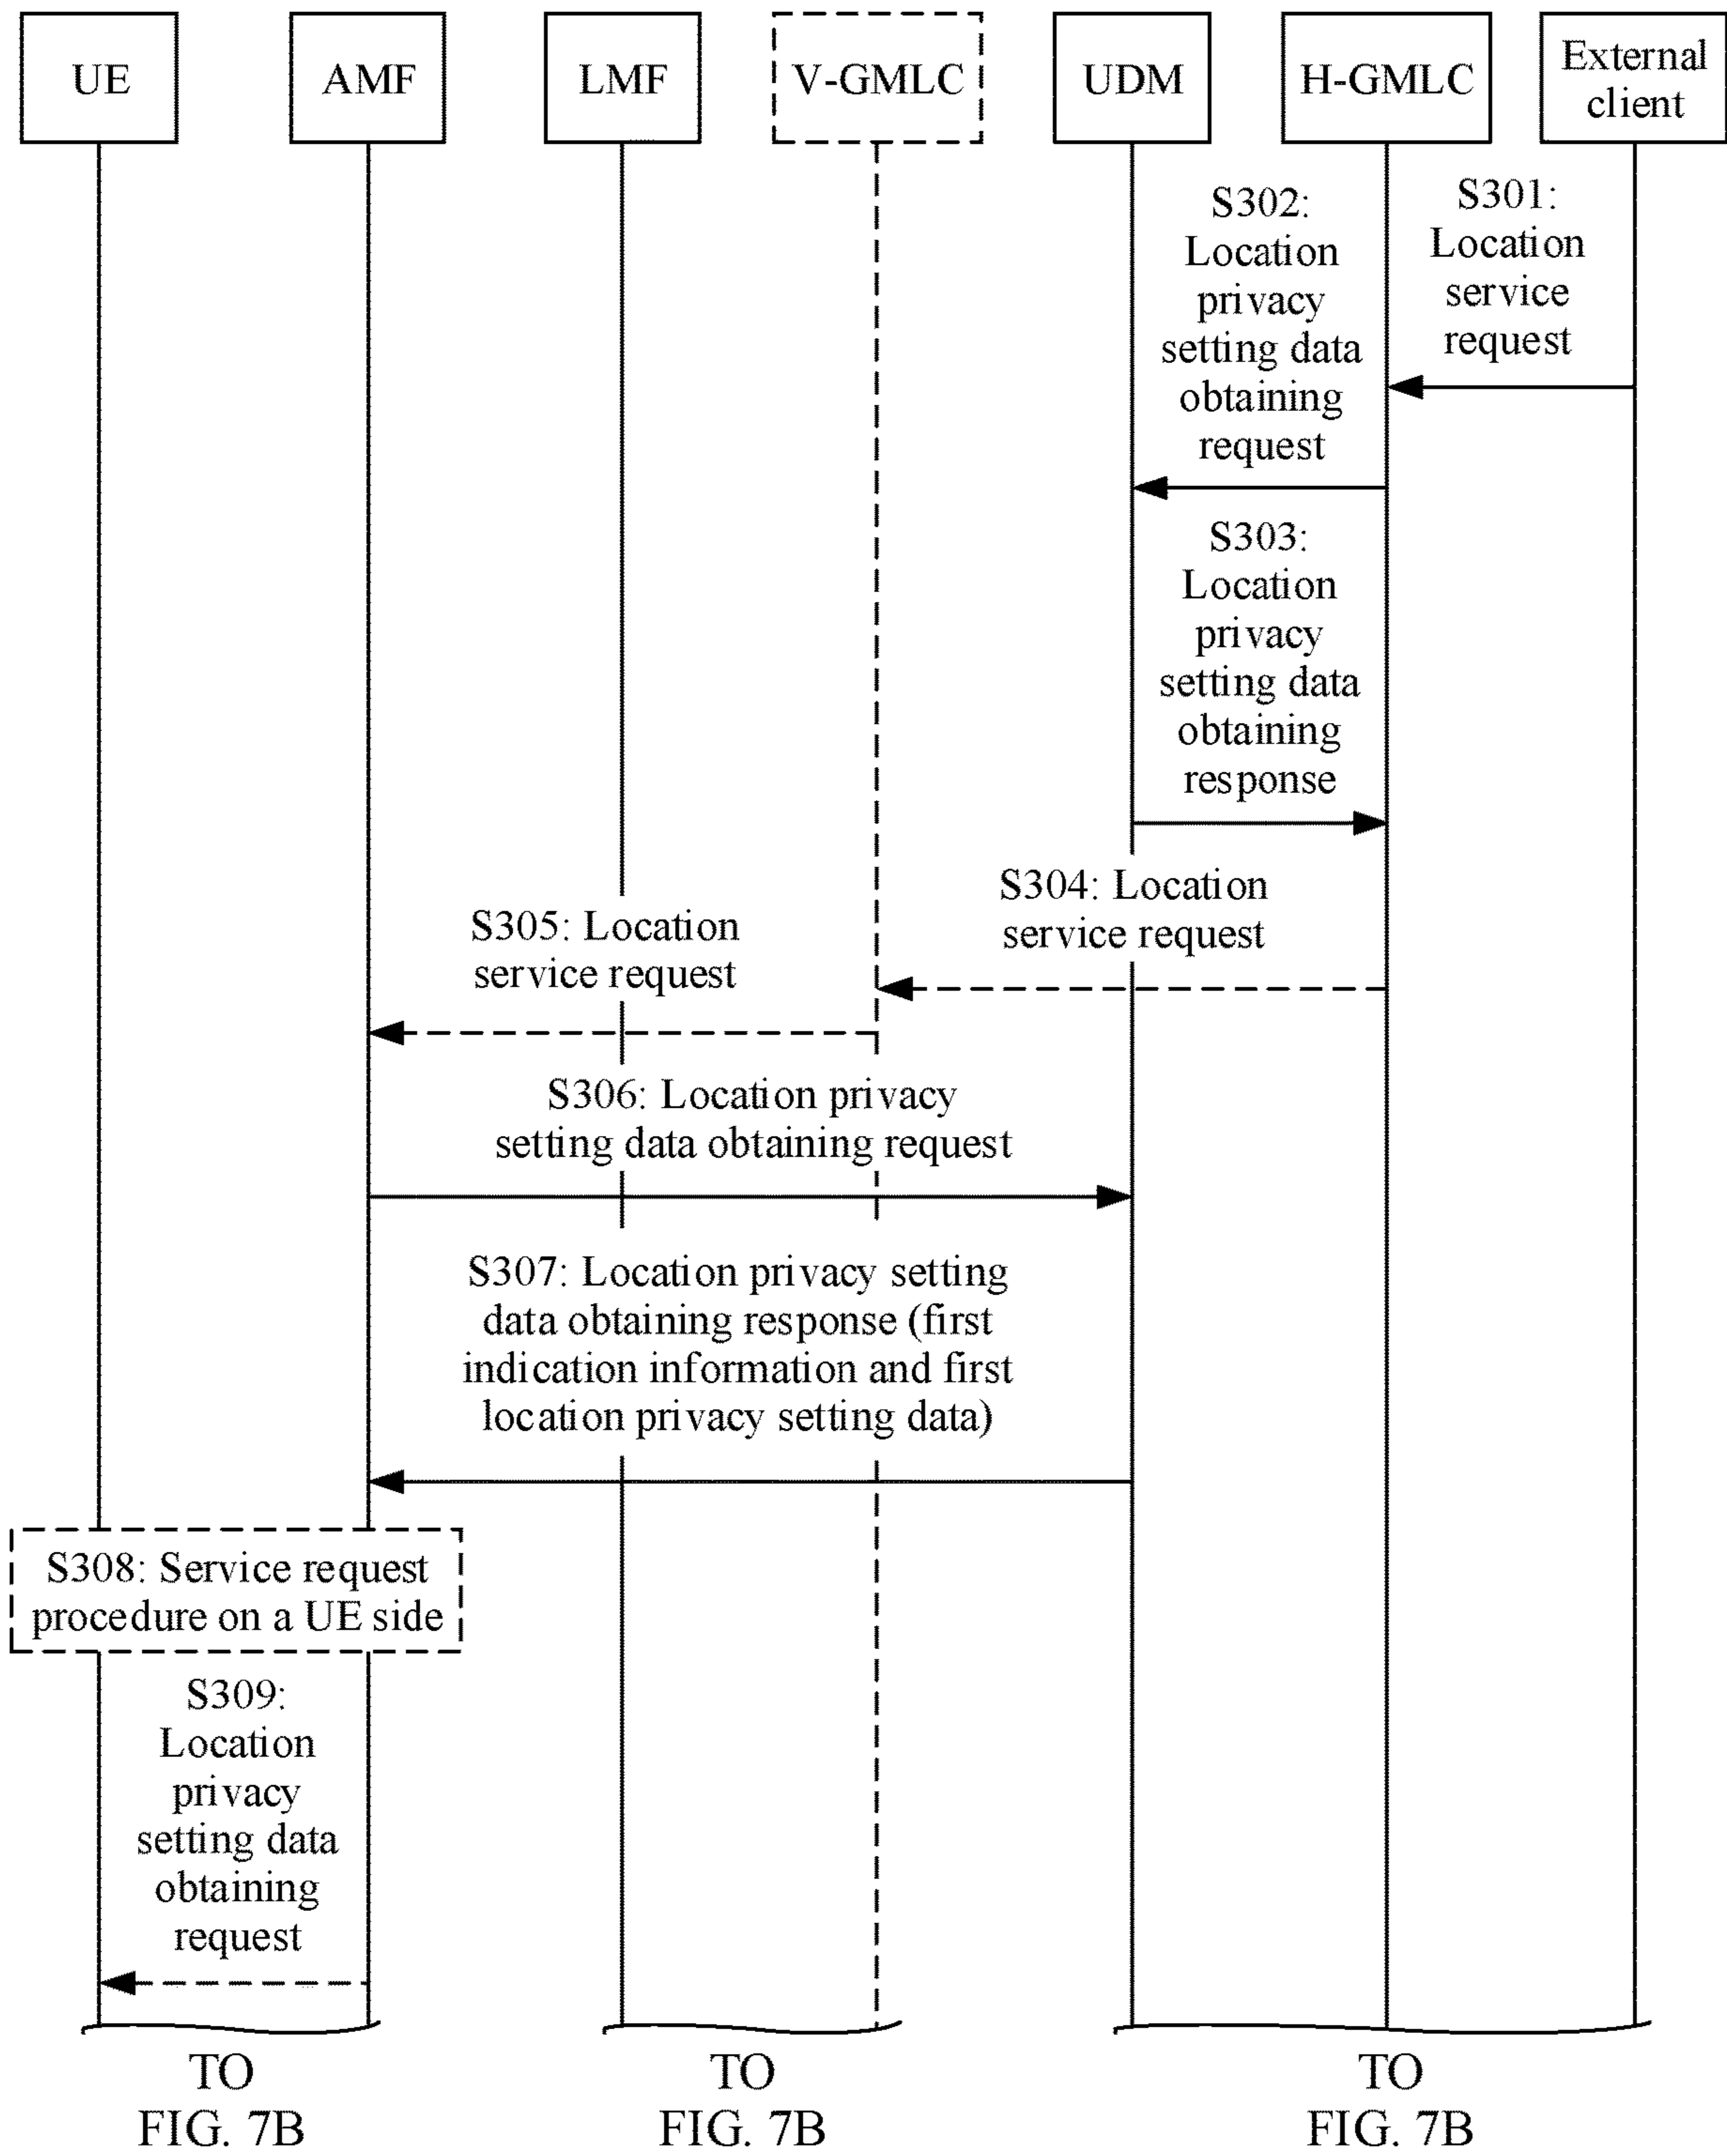 UE
AMF
LMF
V-GMLC
UDM
H-GMLC
External
client
S301:
Location
service
request
S302:
Location
privacy
setting data
obtaining
request
S303:
Location
privacy
setting data
obtaining
response
S304: Location
service request
S305: Location
service request
S306: Location privacy
setting data obtaining request
S307: Location privacy setting
data obtaining response (first
indication information and first
location privacy setting data)
S308: Service request
procedure on a UE side
S309:
Location
privacy
setting data
obtaining
request
TO
FIG. 7B
TO
FIG. 7B
TO
FIG. 7B